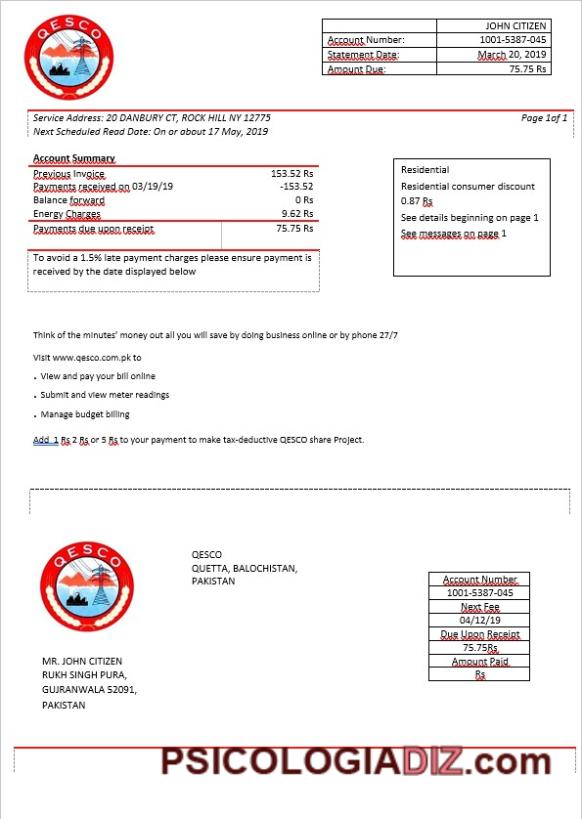 QESCO
JOHN CITIZEN
Account Number: 1001-5387-045
Statement Date: March 20, 2019
Amount Due: 75.75 Rs
Service Address: 20 DANBURY CT, ROCK HILL NY 12775 Page 1of 1
Next Scheduled Read Date: On or about 17 May, 2019
Account Summary
Previous Invoice 153.52 Rs
Payments received on 03/19/19 -153.52
Balance forward 0 Rs
Energy Charges 9.62 Rs
Payments due upon receipt 75.75 Rs
To avoid a 1.5% late payment charges please ensure payment is
received by the date displayed below
Residential
Residential consumer discount
0.87 Rs
See details beginning on page 1
See messages on page 1
Think of the minutes' money out all you will save by doing business online or by phone 27/7
Visit www.qesco.com.pk to
• View and pay your bill online
• Submit and view meter readings
• Manage budget billing
Add 1 Rs 2 Rs or 5 Rs to your payment to make tax-deductive QESCO share Project.
QESCO
QESCO
QUETTA, BALOCHISTAN,
PAKISTAN
Account Number
1001-5387-045
Next Fee
04/12/19
Due Upon Receipt
75.75Rs
Amount Paid
Rs
MR. JOHN CITIZEN
RUKH SINGH PURA,
GUJRANWALA 52091,
PAKISTAN
PSICOLOGIADIZ.com